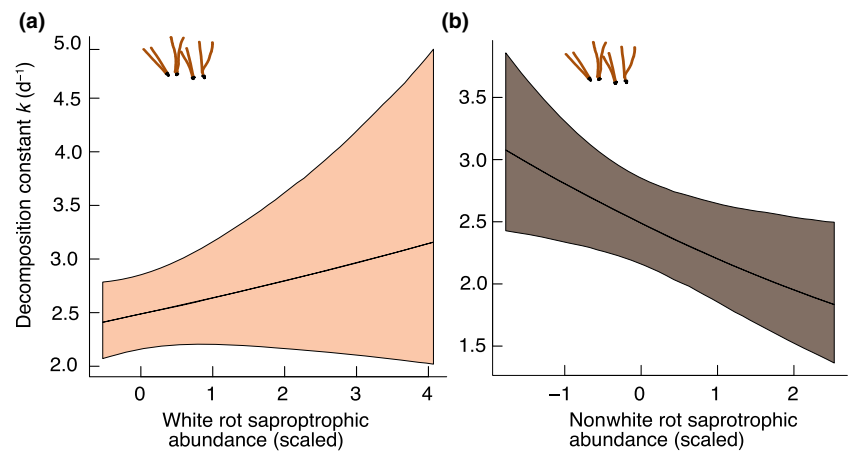 (a)
Decomposition constant k (d⁻¹)
5.0
4.5
4.0
3.5
3.0
2.5
2.0
0 1 2 3 4
White rot saproptrophic
abundance (scaled)
(b)
3.5
3.0
2.5
2.0
1.5
−1 0 1 2
Nonwhite rot saprotrophic
abundance (scaled)